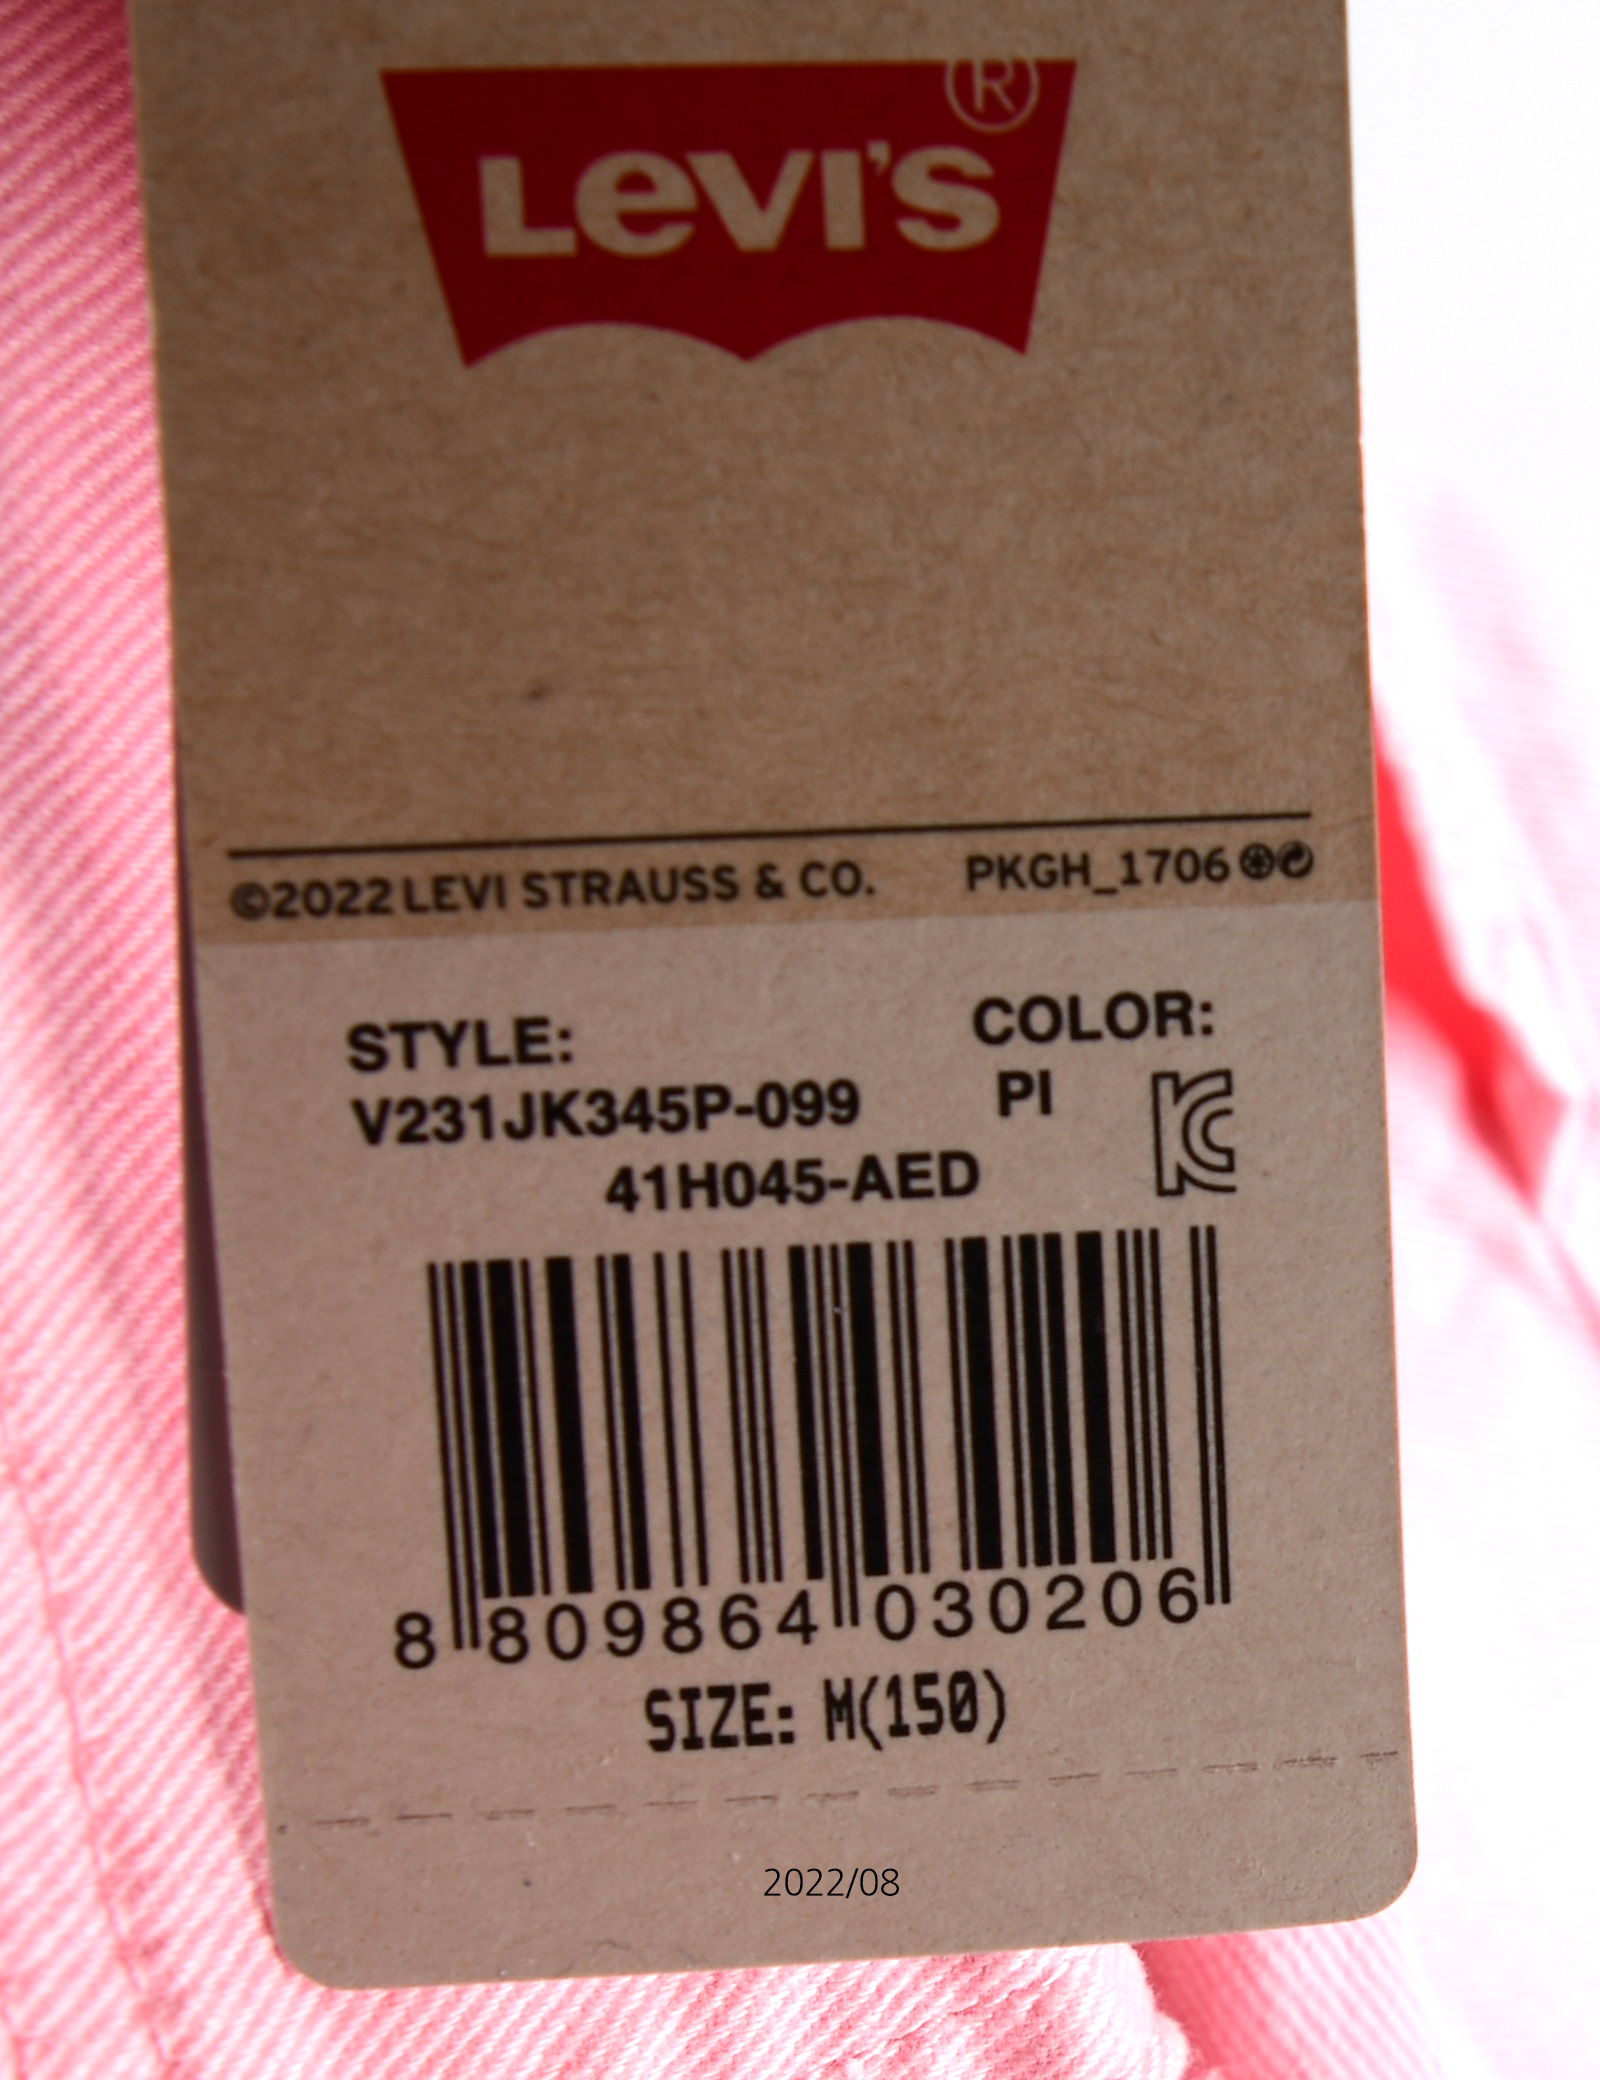 LEVI'S®
©2022 LEVI STRAUSS & CO. PKGH_1706
STYLE: COLOR:
V231JK345P-099 PI
41H045-AED
8 809864 030206
SIZE: M(150)
2022/08